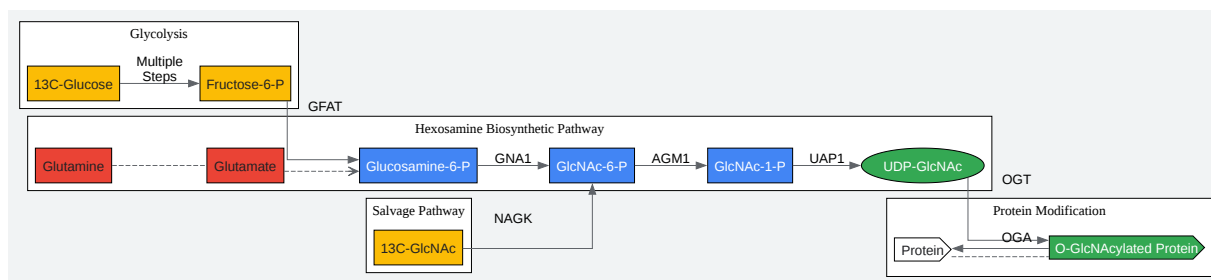 Glycolysis
Multiple
Steps
13C-Glucose
Fructose-6-P
GFAT
Hexosamine Biosynthetic Pathway
Glutamine
Glutamate
Glucosamine-6-P
GNA1
GlcNAc-6-P
AGM1
GlcNAc-1-P
UAP1
UDP-GlcNAc
OGT
Salvage Pathway
NAGK
13C-GlcNAc
Protein Modification
Protein
OGA
O-GlcNAcylated Protein